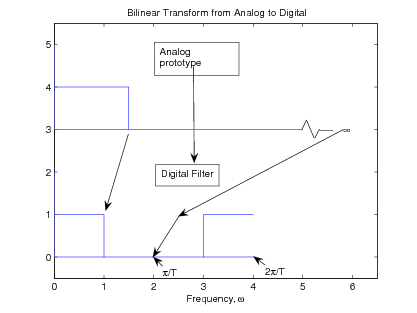 Bilinear Transform from Analog to Digital
5
Analog
prototype
4
3
∞
2
Digital Filter
1
0
π/T
2π/T
0
1
2
3
4
5
6
Frequency, ω